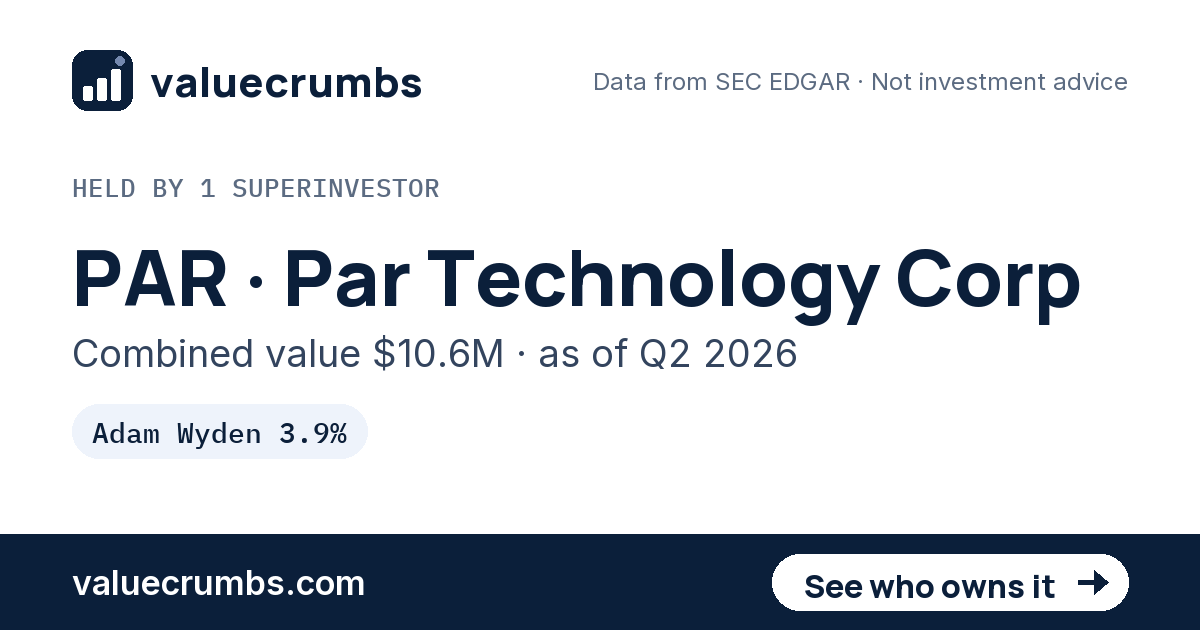 valuecrumbs
Data from SEC EDGAR · Not investment advice
HELD BY 1 SUPERINVESTOR
PAR · Par Technology Corp
Combined value $10.6M · as of Q2 2026
Adam Wyden 3.9%
valuecrumbs.com
See who owns it →